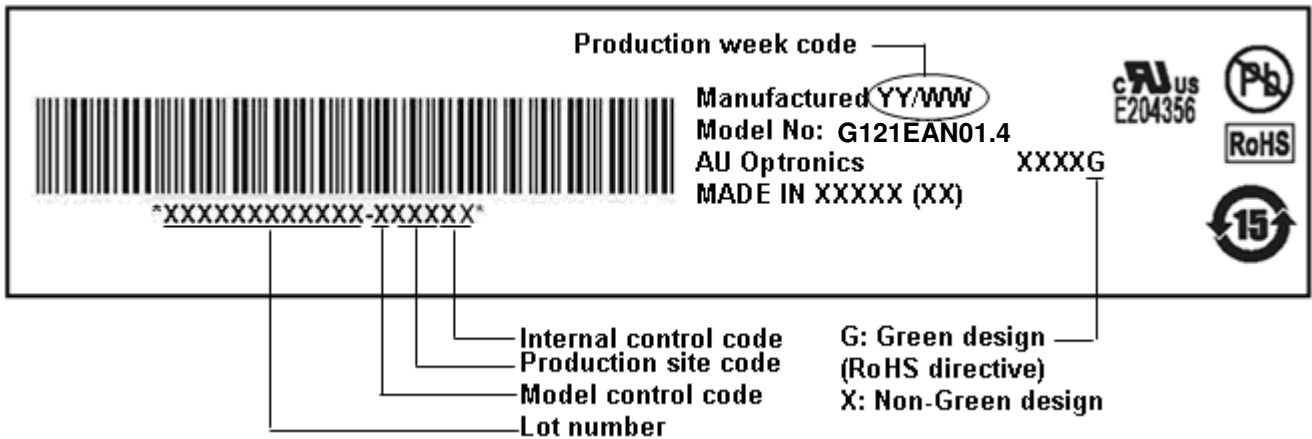 Production week code
Manufactured YY/WW
Model No: G121EAN01.4
AU Optronics XXXXG
MADE IN XXXXX (XX)
c RU US
E204356
Pb
RoHS
15
*XXXXXXXXXXXX-XXXXXX*
Internal control code
Production site code
Model control code
Lot number
G: Green design
(RoHS directive)
X: Non-Green design